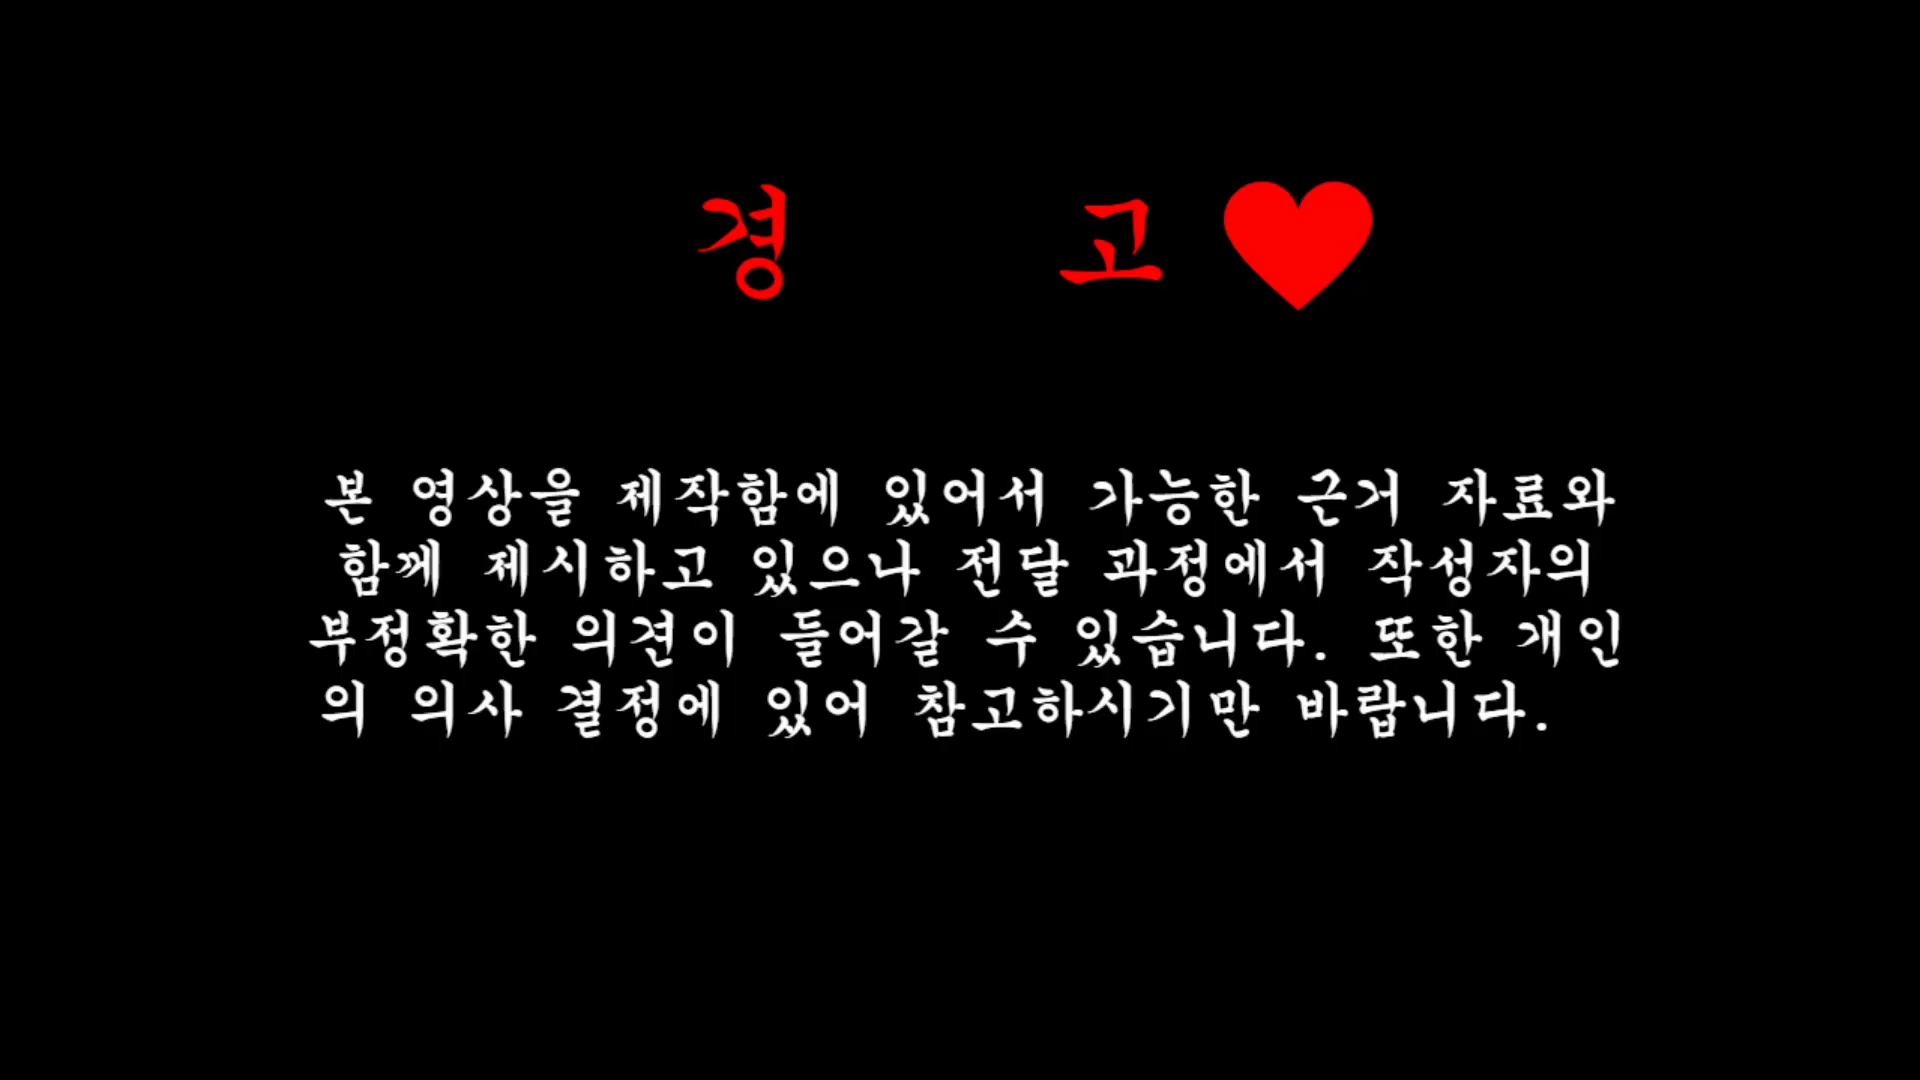 경 고♥
본 영상을 제작함에 있어서 가능한 근거 자료와
함께 제시하고 있으나 전달 과정에서 작성자의
부정확한 의견이 들어갈 수 있습니다. 또한 개인
의 의사 결정에 있어 참고하시기만 바랍니다.